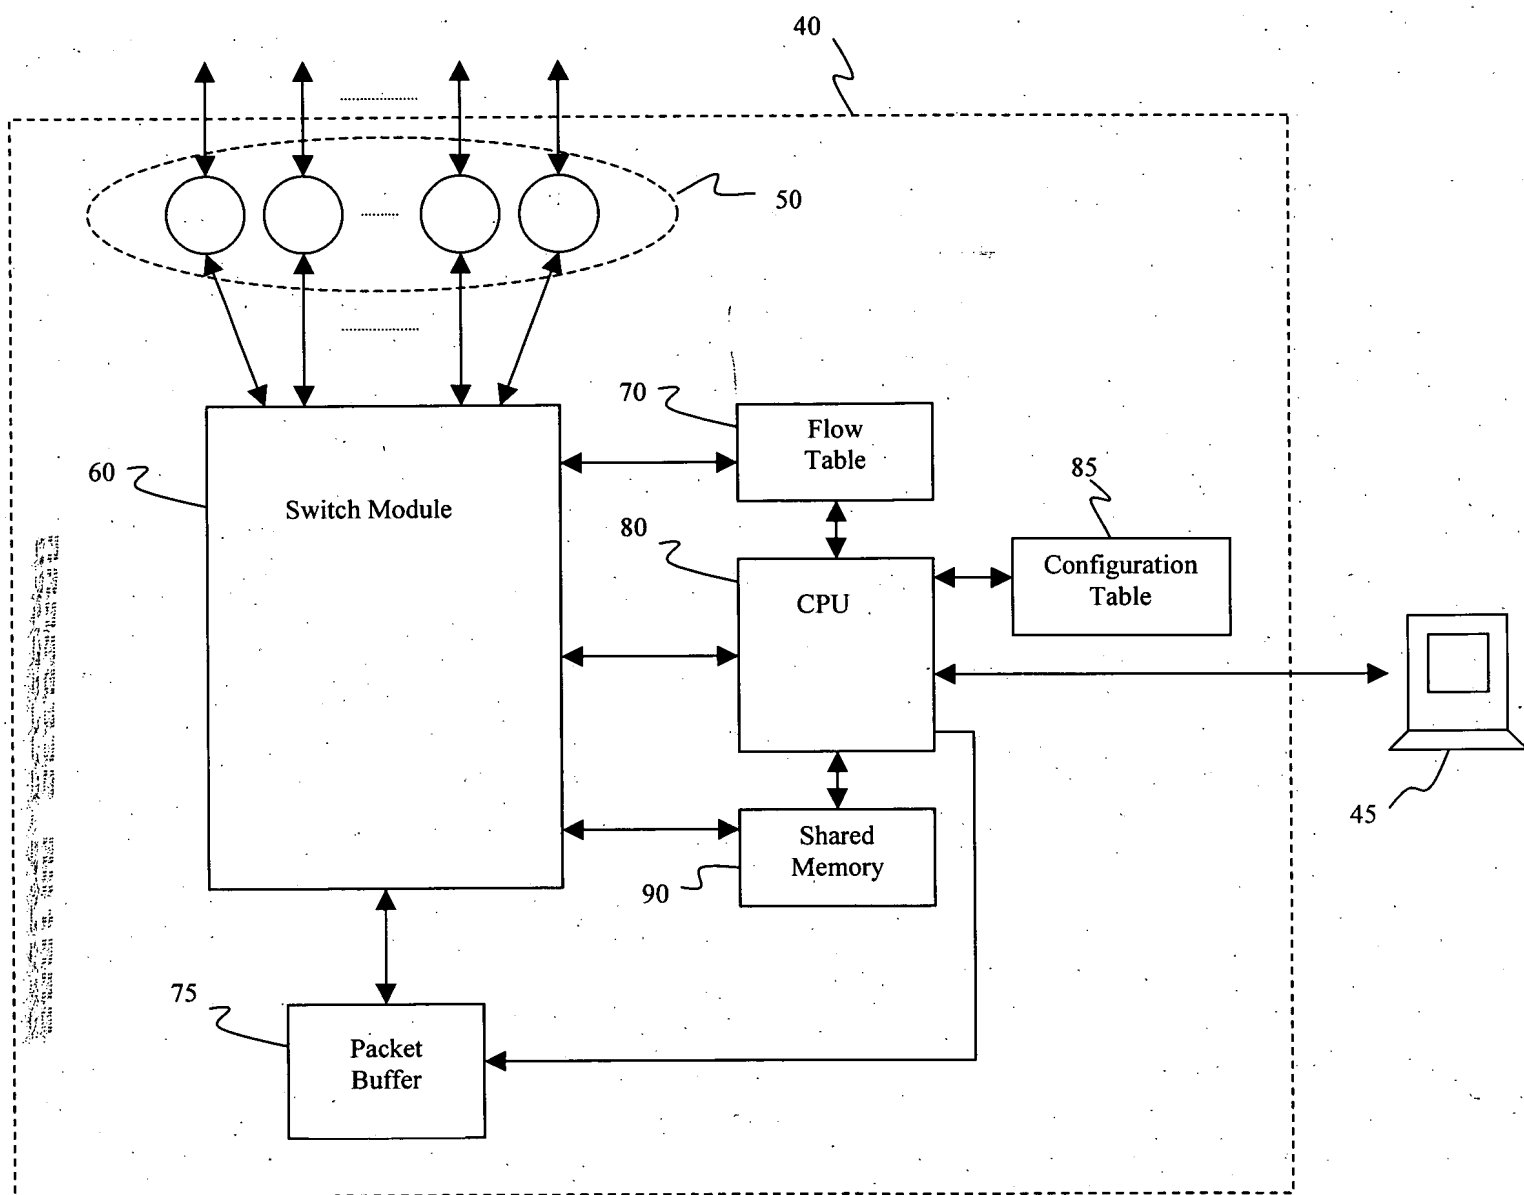 40
50
70
Flow
Table
60
85
Switch Module
80
Configuration
Table
CPU
45
Shared
Memory
90
75
Packet
Buffer